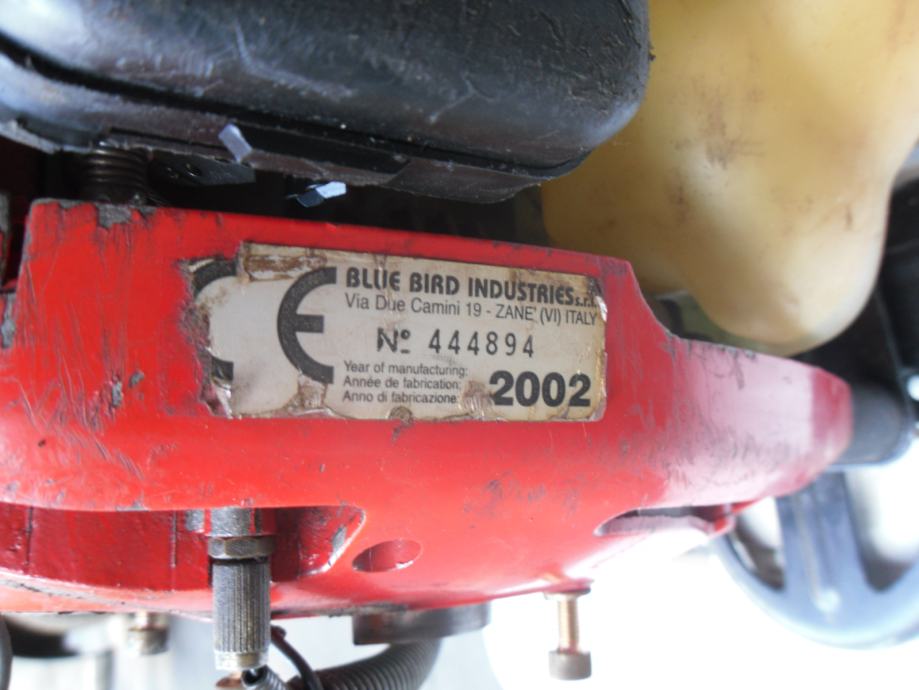 CE
BLUE BIRD INDUSTRIES s.r.l.
Via Due Camini 19 - ZANE' (VI) ITALY
Nº 444894
Year of manufacturing:
Année de fabrication:
Anno di fabricazione: 2002